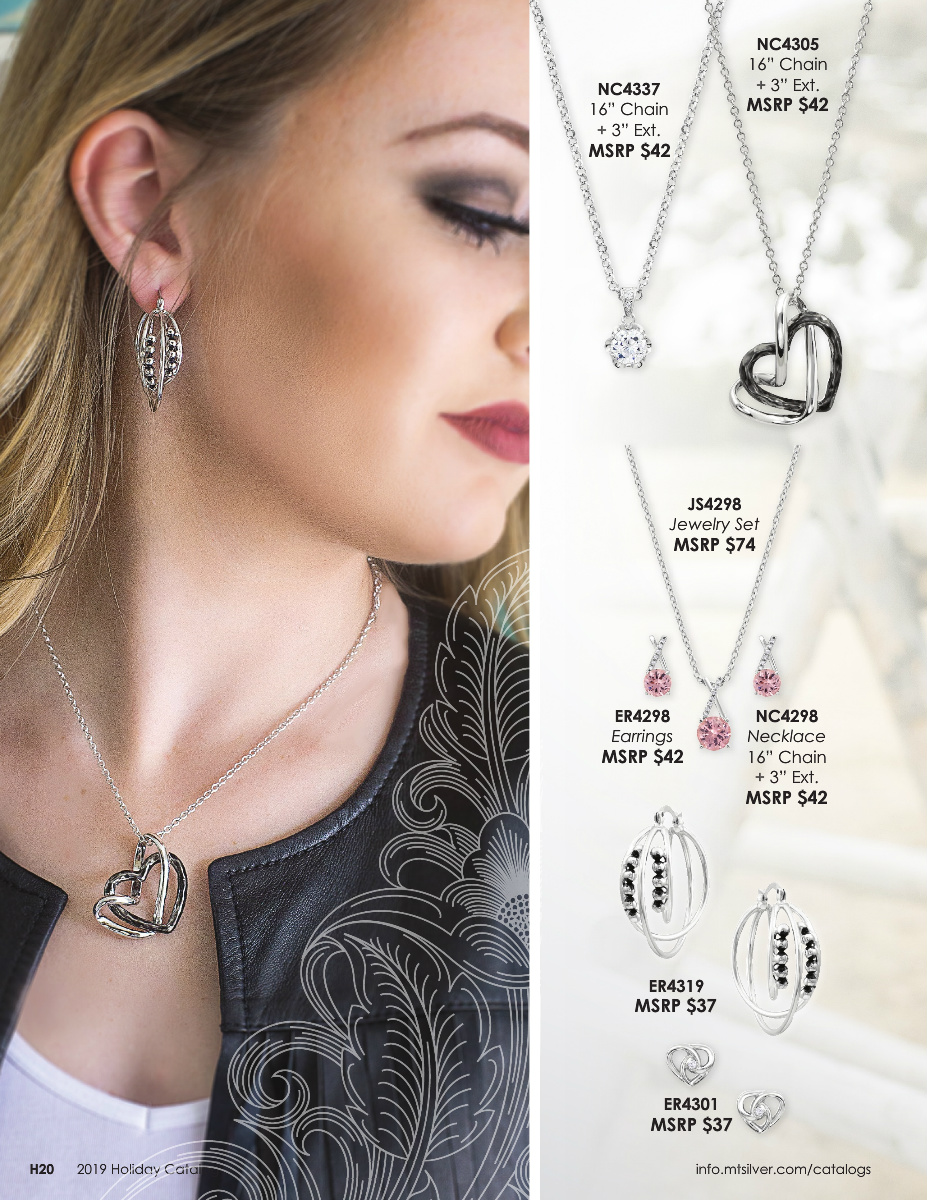 NC4305
16” Chain
+ 3” Ext.
MSRP $42
NC4337
16” Chain
+ 3” Ext.
MSRP $42
JS4298
Jewelry Set
MSRP $74
ER4298
Earrings
MSRP $42
NC4298
Necklace
16” Chain
+ 3” Ext.
MSRP $42
ER4319
MSRP $37
ER4301
MSRP $37
H20 2019 Holiday Cata
info.mtsilver.com/catalogs